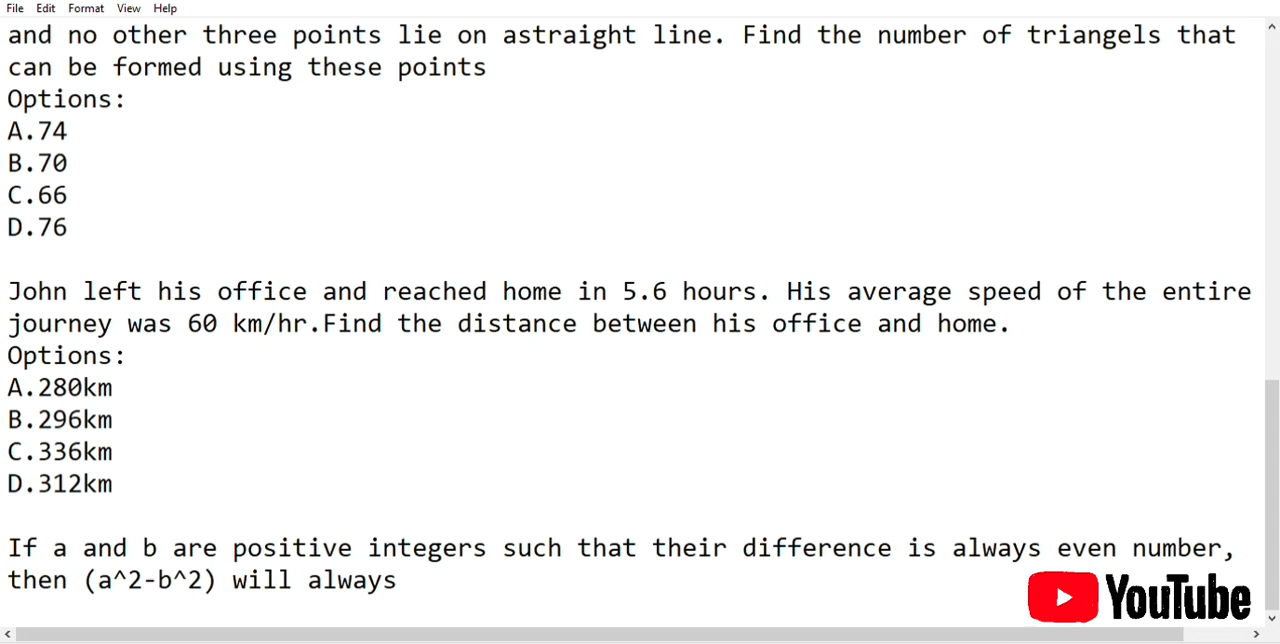 File Edit Format View Help
and no other three points lie on astraight line. Find the number of triangels that
can be formed using these points
Options:
A.74
B.70
C.66
D.76
John left his office and reached home in 5.6 hours. His average speed of the entire
journey was 60 km/hr.Find the distance between his office and home.
Options:
A.280km
B.296km
C.336km
D.312km
If a and b are positive integers such that their difference is always even number,
then (a^2-b^2) will always
YouTube